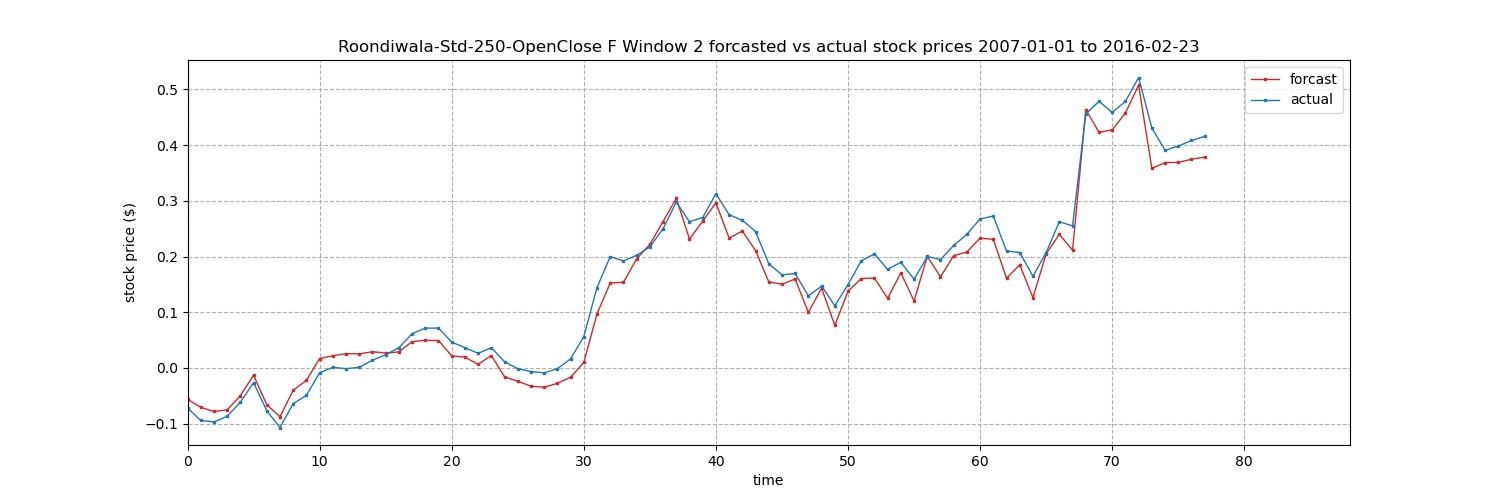 Roondiwala-Std-250-OpenClose F Window 2 forcasted vs actual stock prices 2007-01-01 to 2016-02-23
forcast
actual
stock price ($)
0.5
0.4
0.3
0.2
0.1
0.0
−0.1
0 10 20 30 40 50 60 70 80
time